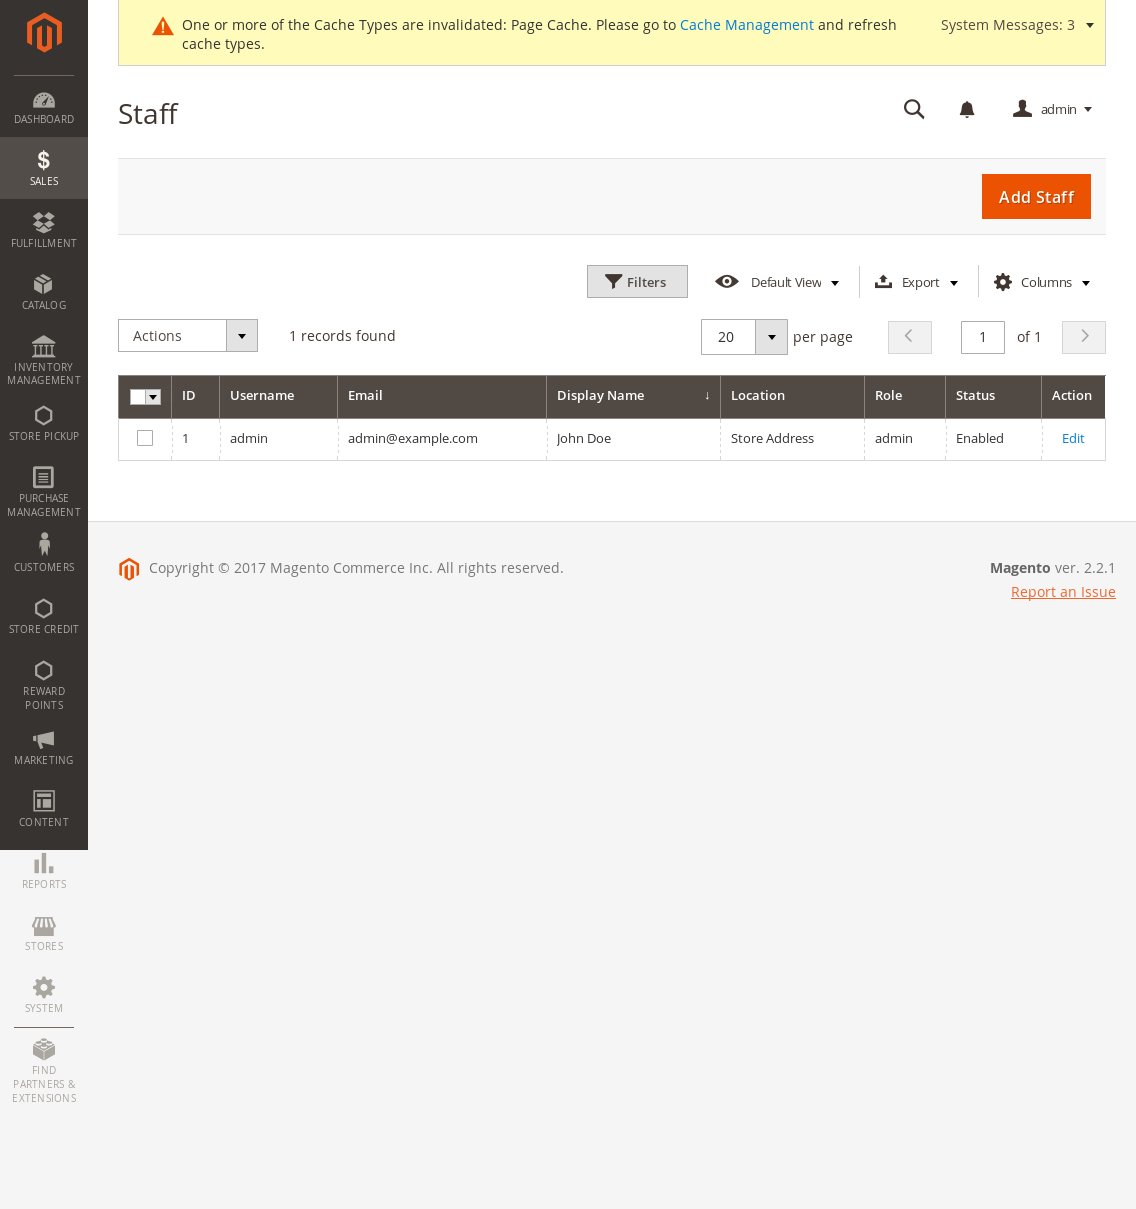 One or more of the Cache Types are invalidated: Page Cache. Please go to Cache Management and refresh
cache types.
System Messages: 3
Staff
admin
Add Staff
Filters
Default View
Export
Columns
Actions
1 records found
20
per page
1
of 1
ID Username Email Display Name ↓ Location Role Status Action
1 admin admin@example.com John Doe Store Address admin Enabled Edit
Copyright © 2017 Magento Commerce Inc. All rights reserved.
Magento ver. 2.2.1
Report an Issue
DASHBOARD
$
SALES
FULFILLMENT
CATALOG
INVENTORY
MANAGEMENT
STORE PICKUP
PURCHASE
MANAGEMENT
CUSTOMERS
STORE CREDIT
REWARD
POINTS
MARKETING
CONTENT
REPORTS
STORES
SYSTEM
FIND
PARTNERS &
EXTENSIONS